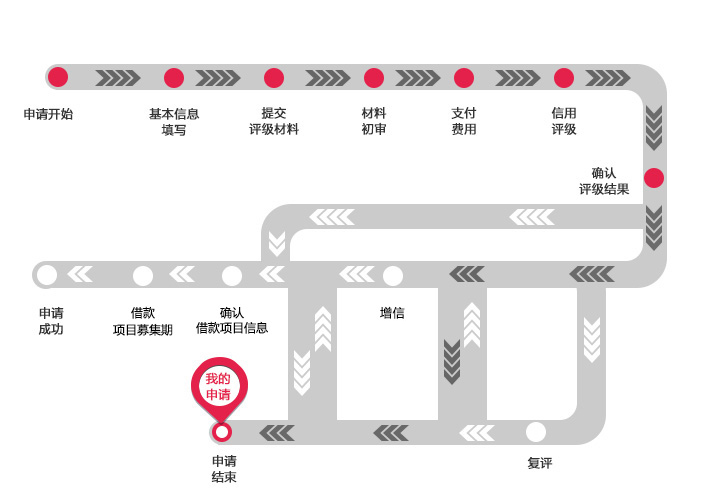 申请开始
基本信息
填写
提交
评级材料
材料
初审
支付
费用
信用
评级
确认
评级结果
申请
成功
借款
项目募集期
确认
借款项目信息
增信
我的
申请
申请
结束
复评